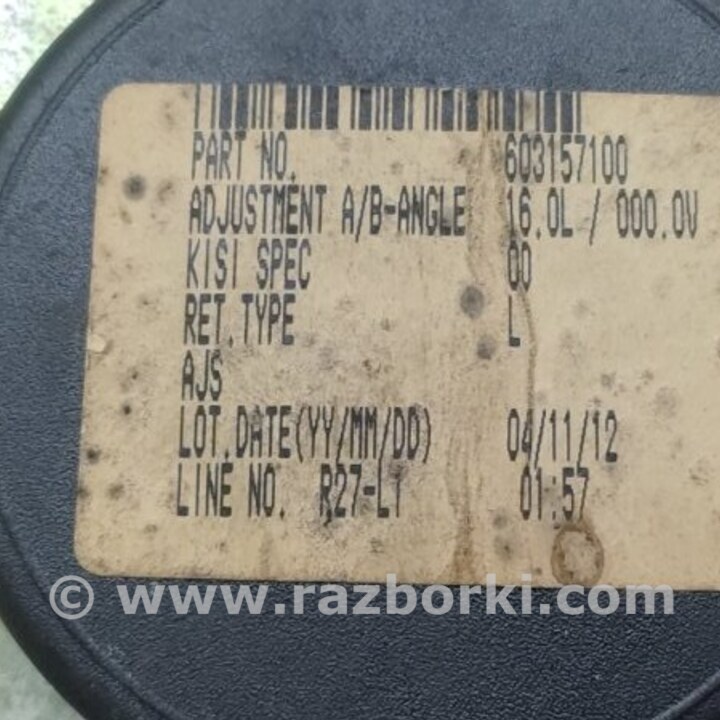 PART NO. 603157100
ADJUSTMENT A/B-ANGLE 16.0L / 000.0V
KISI SPEC 00
RET.TYPE L
AJS
LOT.DATE(YY/MM/DD) 04/11/12
LINE NO. R27-L1 01:57
© www.razborki.com